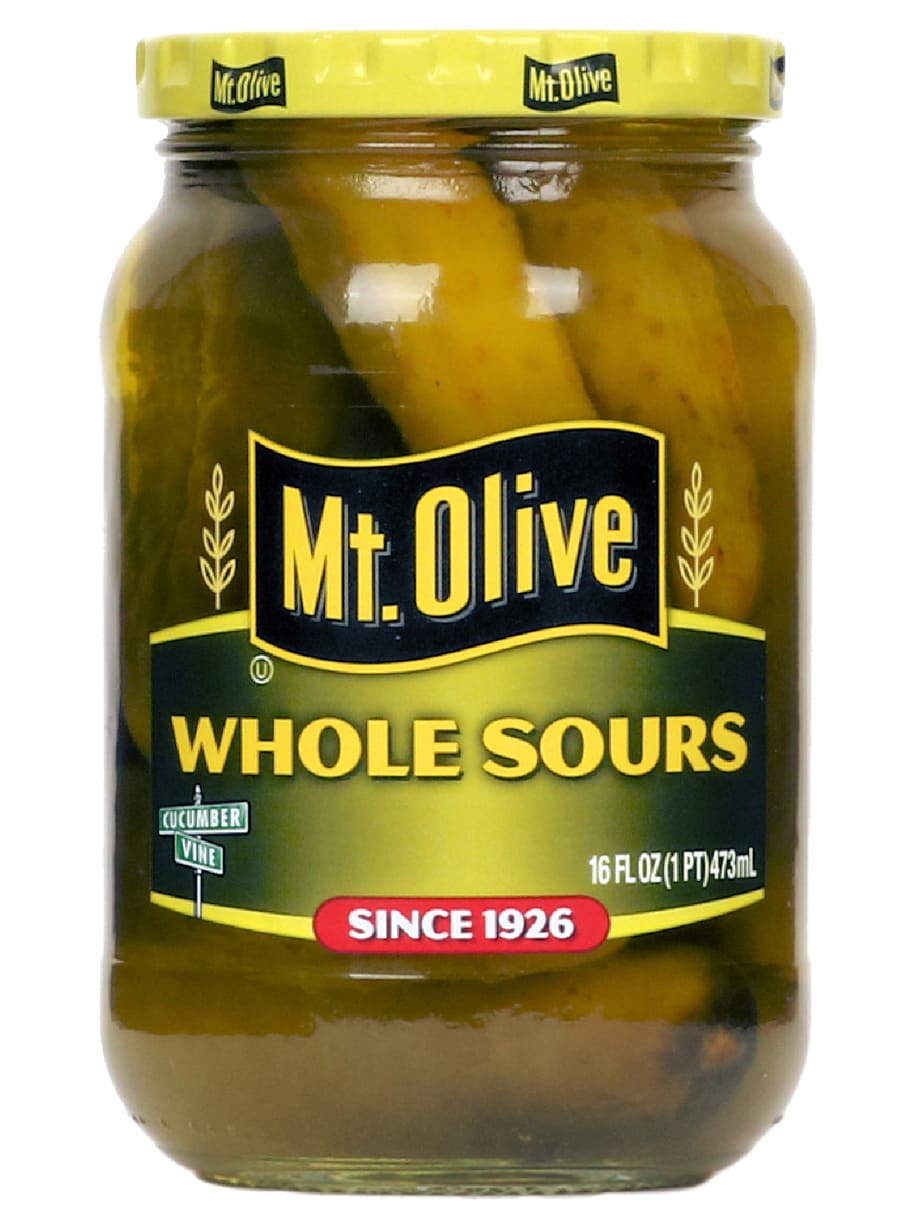 Mt.Olive Mt.Olive
Mt.Olive
U
WHOLE SOURS
CUCUMBER
VINE
16 FL OZ (1 PT) 473mL
SINCE 1926